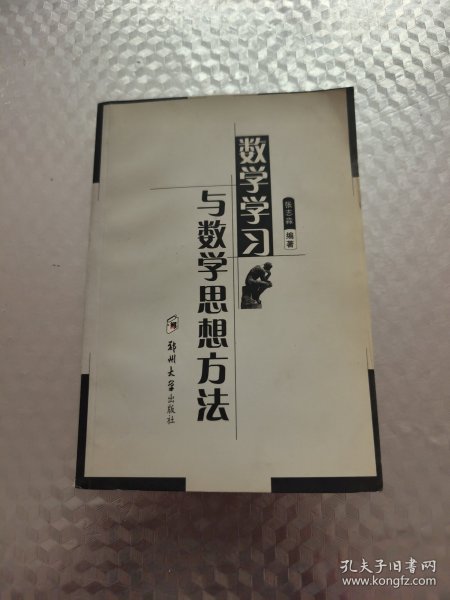 数学学习
与数学思想方法
张志森 编著
郑州大学出版社
孔夫子旧书网
www.kongfz.com